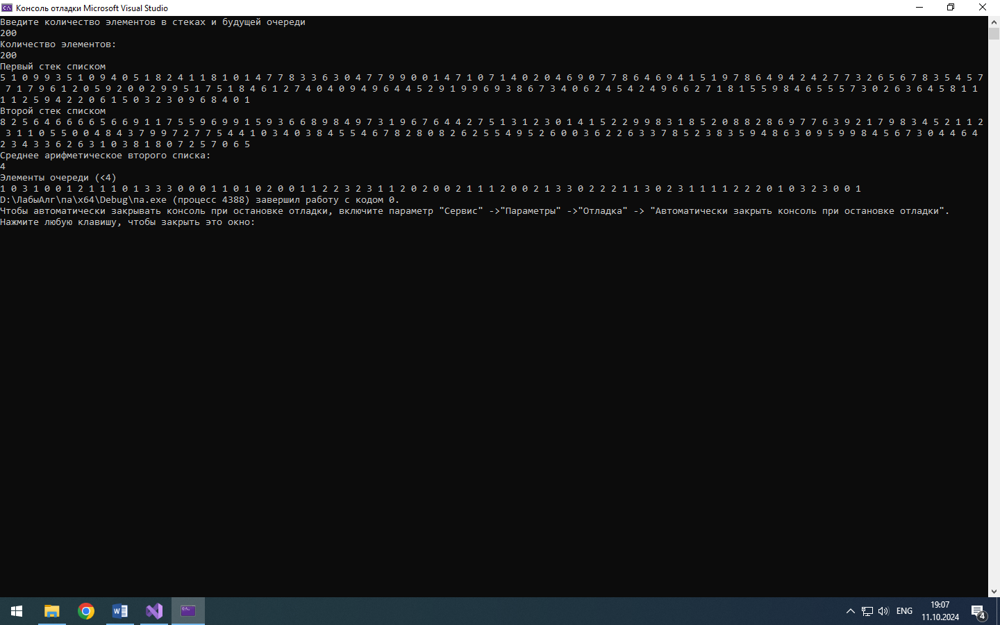 Консоль отладки Microsoft Visual Studio
Введите количество элементов в стеках и будущей очереди
200
Количество элементов:
200
Первый стек списком
5 1 0 9 9 3 5 1 0 9 4 0 5 1 8 2 4 1 1 8 1 0 1 4 7 7 8 3 3 6 3 0 4 7 7 9 9 0 0 1 4 7 1 0 7 1 4 0 2 0 4 6 9 0 7 7 8 6 4 6 9 4 1 5 1 9 7 8 6 4 9 4 2 4 2 7 7 3 2 6 5 6 7 8 3 5 4 5 7
7 1 7 9 6 1 2 0 5 9 2 0 0 2 9 9 5 1 7 5 1 8 4 6 1 2 7 4 0 4 0 9 4 9 6 4 4 5 2 9 1 9 9 6 9 3 8 6 7 3 4 0 6 2 4 5 4 2 4 9 6 6 2 7 1 8 1 5 5 9 8 4 6 5 5 5 7 3 0 2 6 3 6 4 5 8 1 1
1 1 2 5 9 4 2 2 0 6 1 5 0 3 2 3 0 9 6 8 4 0 1
Второй стек списком
8 2 5 6 4 6 6 6 6 5 6 6 9 1 1 7 5 5 9 6 9 9 1 5 9 3 6 6 8 9 8 4 9 7 3 1 9 6 7 6 4 4 2 7 5 1 3 1 2 3 0 1 4 1 5 2 2 9 9 8 3 1 8 5 2 0 8 8 2 8 6 9 7 7 6 3 9 2 1 7 9 8 3 4 5 2 1 1 2
3 1 1 0 5 5 0 0 4 8 4 3 7 9 9 7 2 7 7 5 4 4 1 0 3 4 0 3 8 4 5 5 4 6 7 8 2 8 0 8 2 6 2 5 5 4 9 5 2 6 0 0 3 6 2 2 6 3 3 7 8 5 2 3 8 3 5 9 4 8 6 3 0 9 5 9 9 8 4 5 6 7 3 0 4 4 6 4
2 3 4 3 3 6 2 6 3 1 0 3 8 1 8 0 7 2 5 7 0 6 5
Среднее арифметическое второго списка:
4
Элементы очереди (<4)
1 0 3 1 0 0 1 2 1 1 1 0 1 3 3 3 0 0 0 1 1 0 1 0 2 0 0 1 1 2 2 3 2 3 1 1 2 0 2 0 0 2 1 1 1 2 0 0 2 1 3 3 0 2 2 2 1 1 3 0 2 3 1 1 1 1 2 2 2 0 1 0 3 2 3 0 0 1
D:\ЛабыАлг\па\x64\Debug\па.exe (процесс 4388) завершил работу с кодом 0.
Чтобы автоматически закрывать консоль при остановке отладки, включите параметр "Сервис" ->"Параметры" ->"Отладка" -> "Автоматически закрыть консоль при остановке отладки".
Нажмите любую клавишу, чтобы закрыть это окно:
ENG
19:07
11.10.2024
4